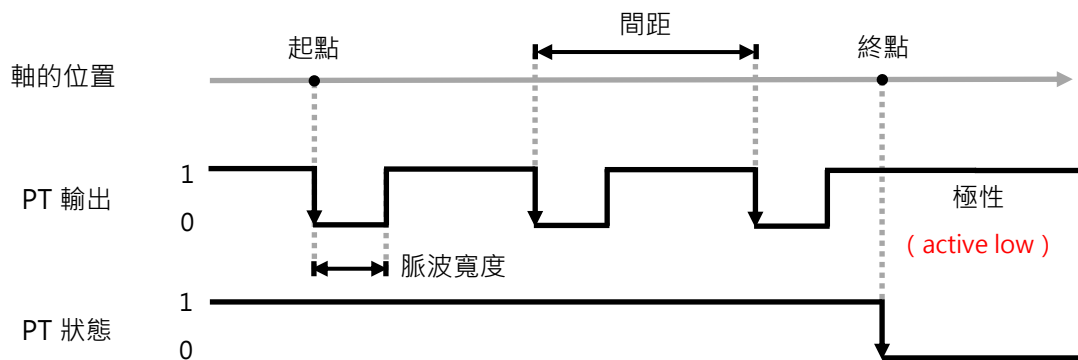 間距
起點
終點
軸的位置
1
PT 輸出
0
極性
( active low )
脈波寬度
1
PT 狀態
0